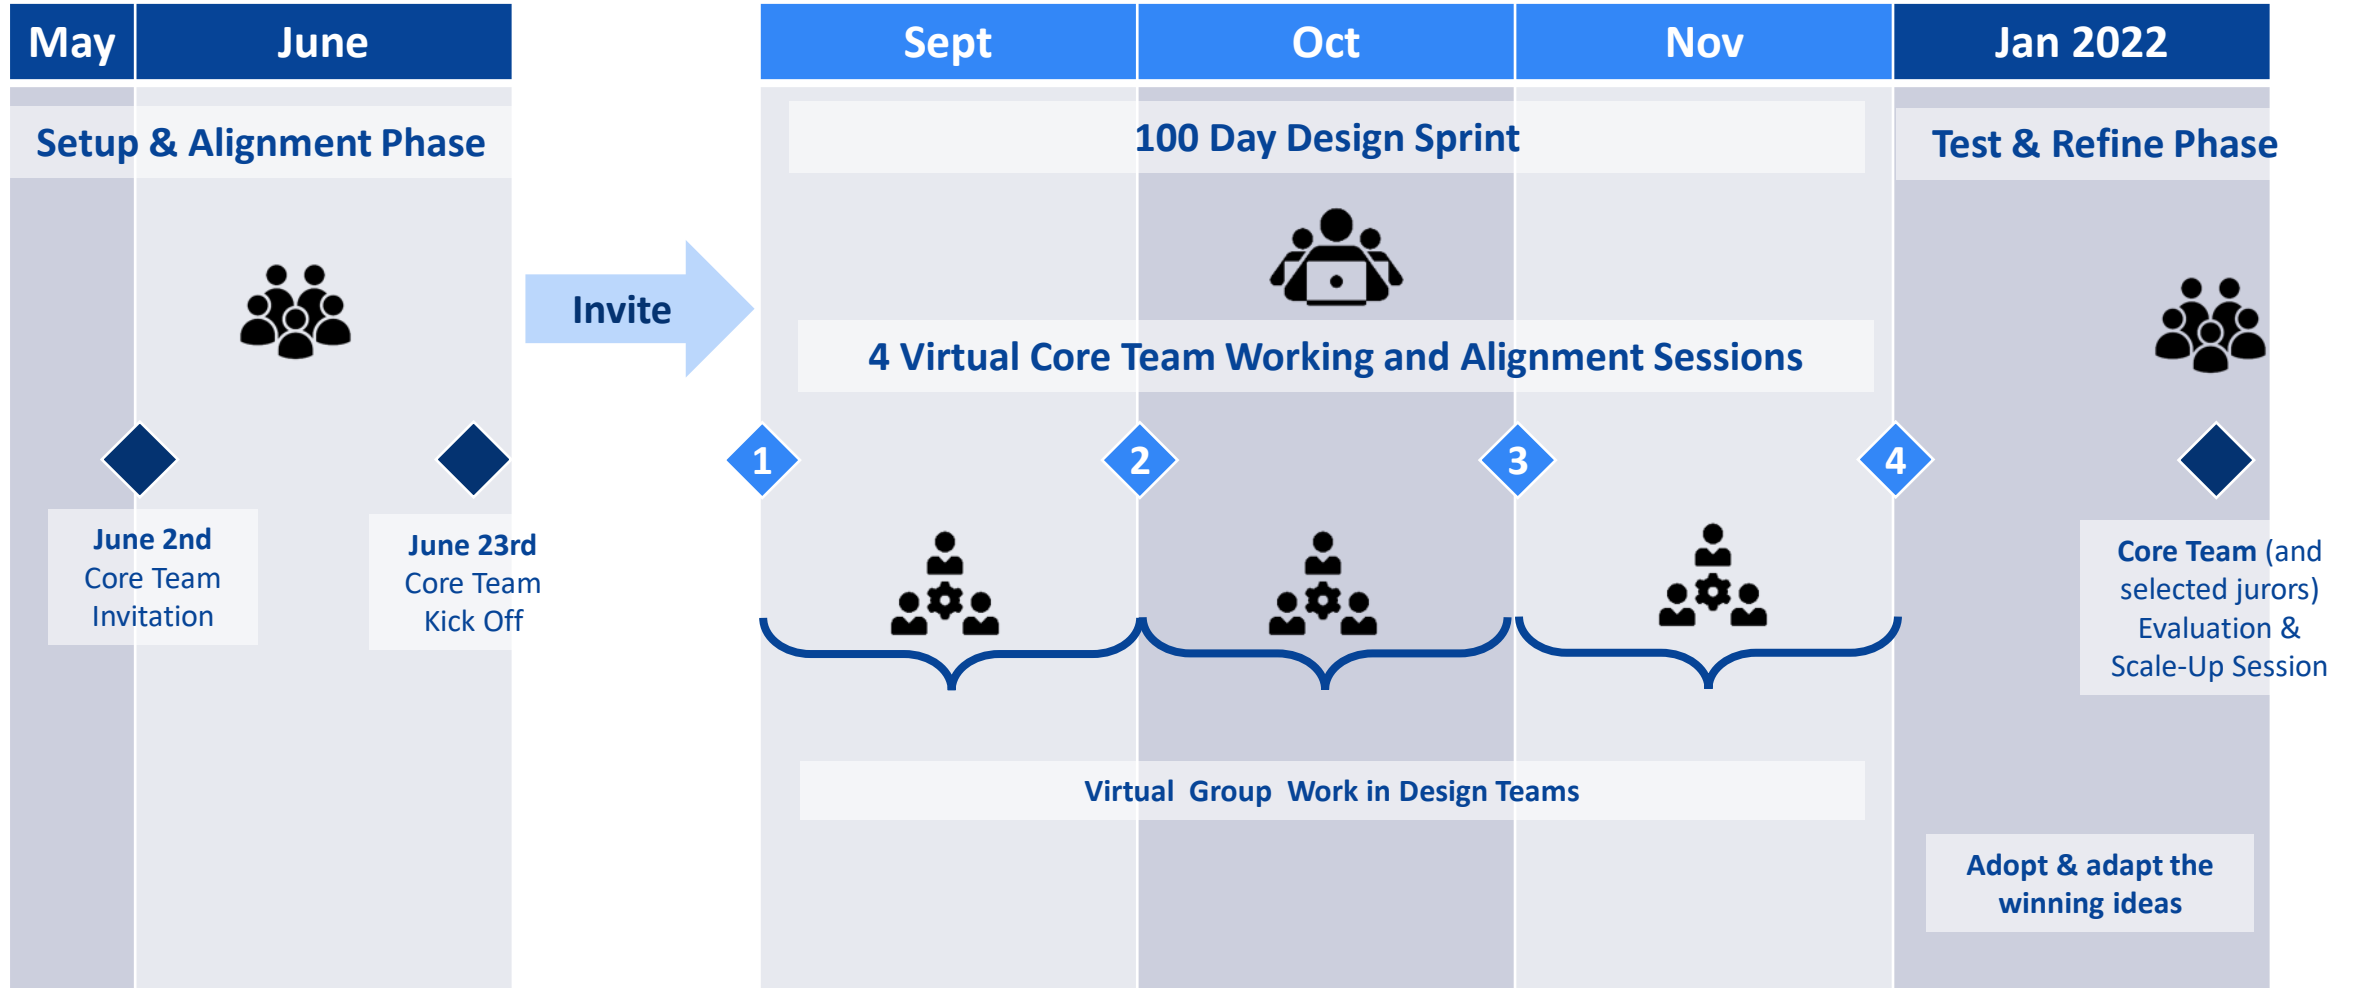 May
June
Sept
Oct
Nov
Jan 2022
Setup & Alignment Phase
100 Day Design Sprint
Test & Refine Phase
Invite
4 Virtual Core Team Working and Alignment Sessions
1
2
3
4
June 2nd
Core Team
Invitation
June 23rd
Core Team
Kick Off
Core Team (and
selected jurors)
Evaluation &
Scale-Up Session
Virtual Group Work in Design Teams
Adopt & adapt the
winning ideas